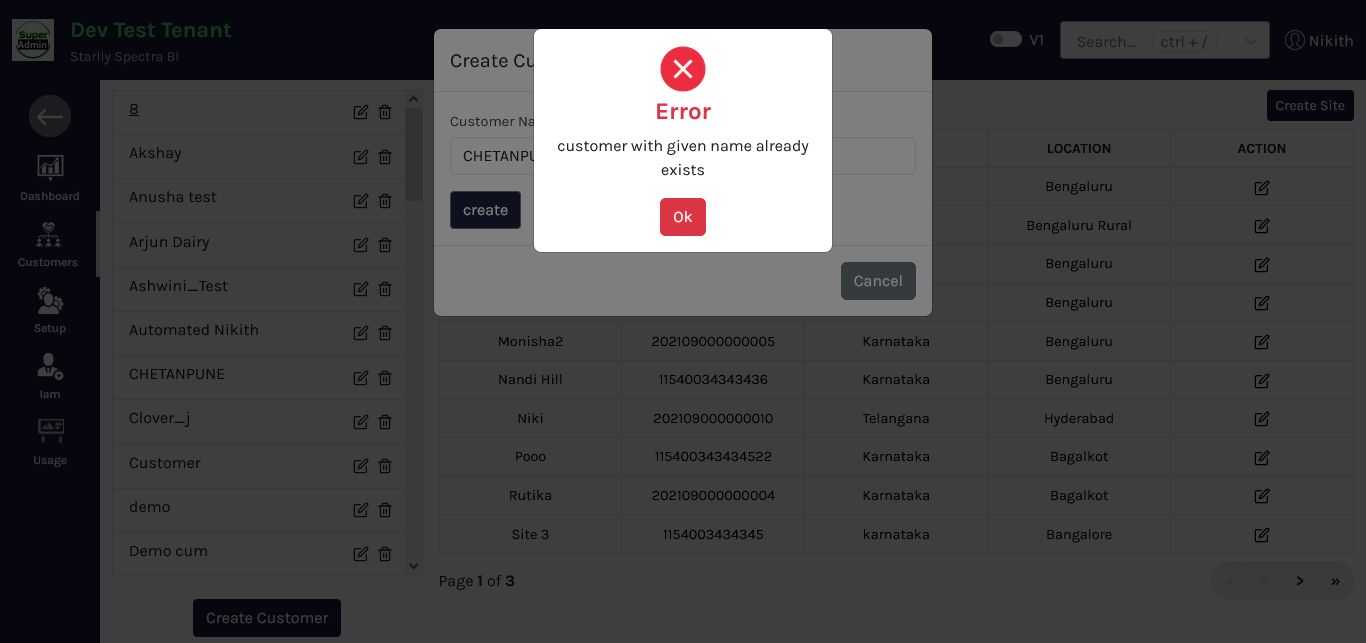 Super
Admin
Dev Test Tenant
Starlly Spectra BI
V1
Search...
ctrl + /
Nikith
Dashboard
Customers
Setup
Iam
Usage
8
Akshay
Anusha test
Arjun Dairy
Ashwini_Test
Automated Nikith
CHETANPUNE
Clover_j
Customer
demo
Demo cum
Create Customer
Create Cu
Customer Na
CHETANPU
create
Cancel
Error
customer with given name already
exists
Ok
Create Site
LOCATION ACTION
Bengaluru
Bengaluru Rural
Bengaluru
Bengaluru
Monisha2 202109000000005 Karnataka Bengaluru
Nandi Hill 11540034343436 Karnataka Bengaluru
Niki 202109000000010 Telangana Hyderabad
Pooo 115400343434522 Karnataka Bagalkot
Rutika 202109000000004 Karnataka Bagalkot
Site 3 1154003434345 karnataka Bangalore
Page 1 of 3
« < > »